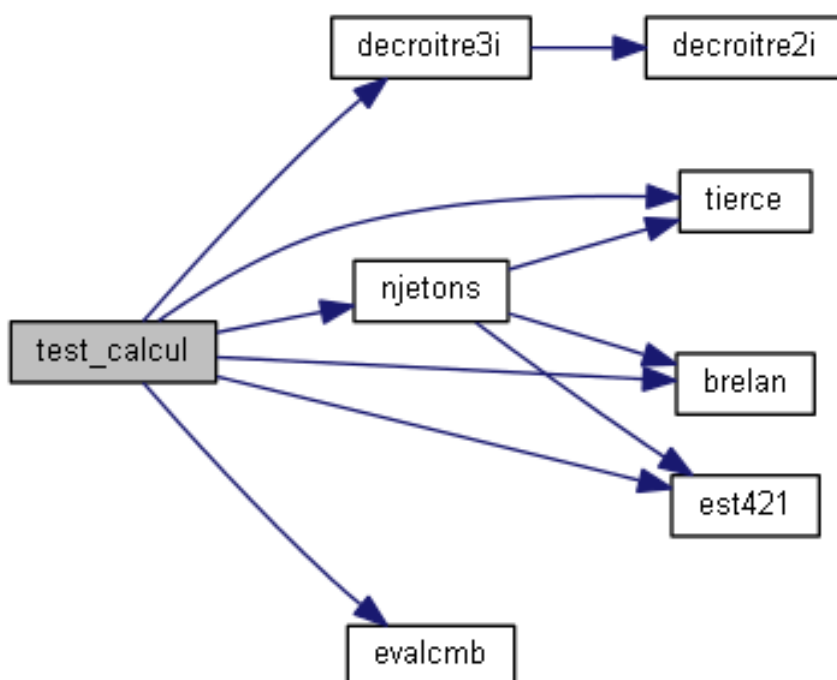 decroitre3i
decroitre2i
tierce
njetons
test_calcul
brelan
est421
evalcmb